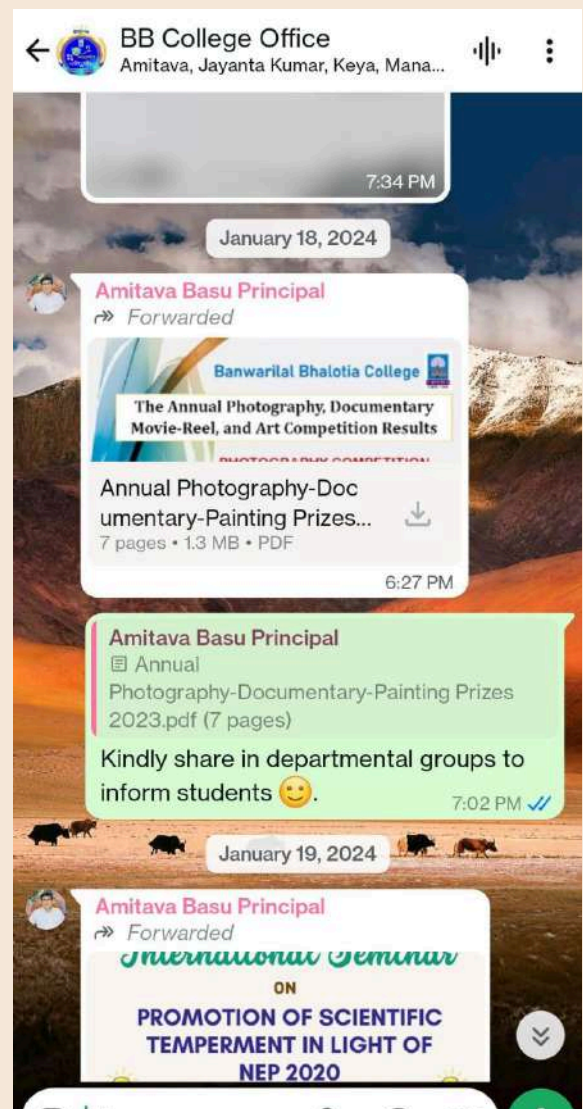 BB College Office
Amitava, Jayanta Kumar, Keya, Mana...
7:34 PM
January 18, 2024
Amitava Basu Principal
Forwarded
Banwarilal Bhalotia College
The Annual Photography, Documentary
Movie-Reel, and Art Competition Results
PHOTOGRAPHY COMPETITION
Annual Photography-Doc
umentary-Painting Prizes...
7 pages • 1.3 MB • PDF
6:27 PM
Amitava Basu Principal
Annual
Photography-Documentary-Painting Prizes
2023.pdf (7 pages)
Kindly share in departmental groups to
inform students 🙂.
7:02 PM
January 19, 2024
Amitava Basu Principal
Forwarded
International Seminar
ON
PROMOTION OF SCIENTIFIC
TEMPERMENT IN LIGHT OF
NEP 2020